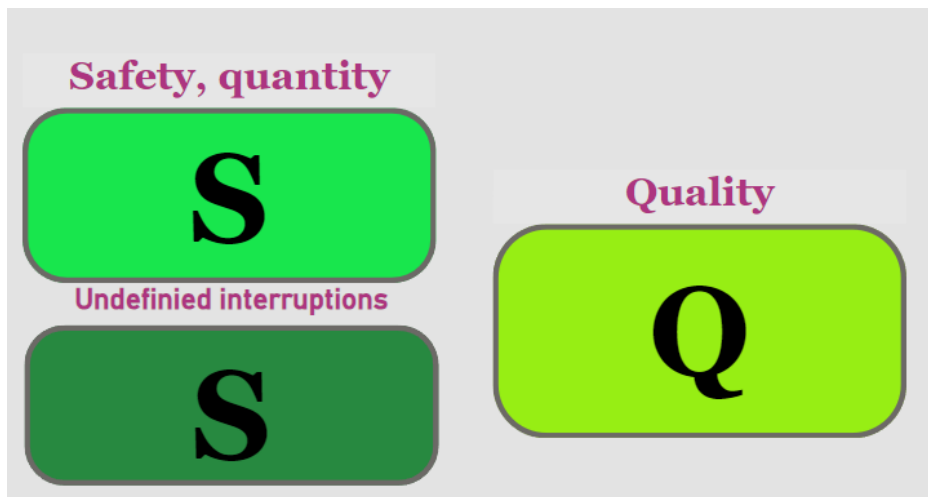 Safety, quantity
S
Undefinied interruptions
S
Quality
Q